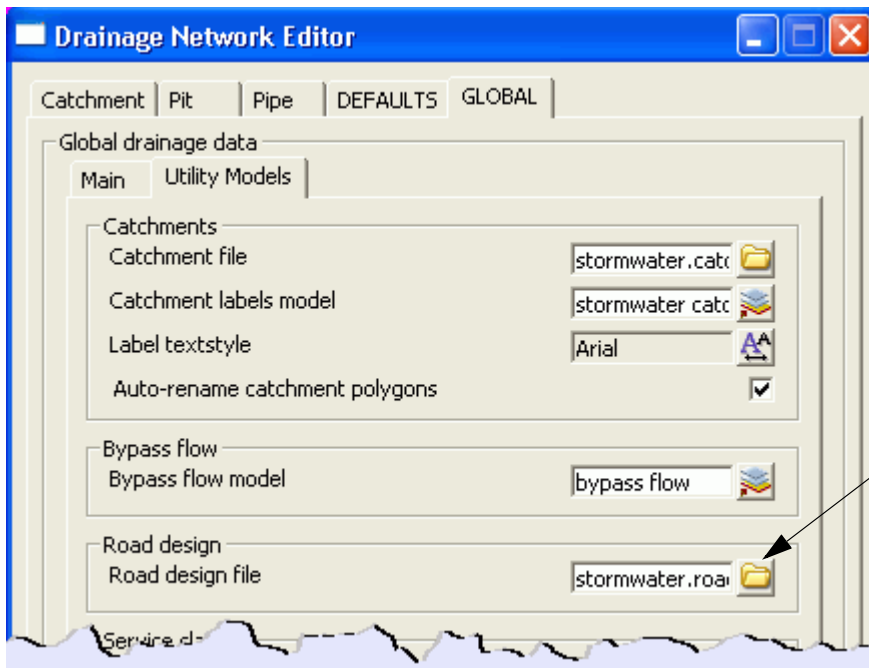 Drainage Network Editor
Catchment Pit Pipe DEFAULTS GLOBAL
Global drainage data
Main Utility Models
Catchments
Catchment file stormwater.catc
Catchment labels model stormwater catc
Label textstyle Arial
Auto-rename catchment polygons
Bypass flow
Bypass flow model bypass flow
Road design
Road design file stormwater.road
Service